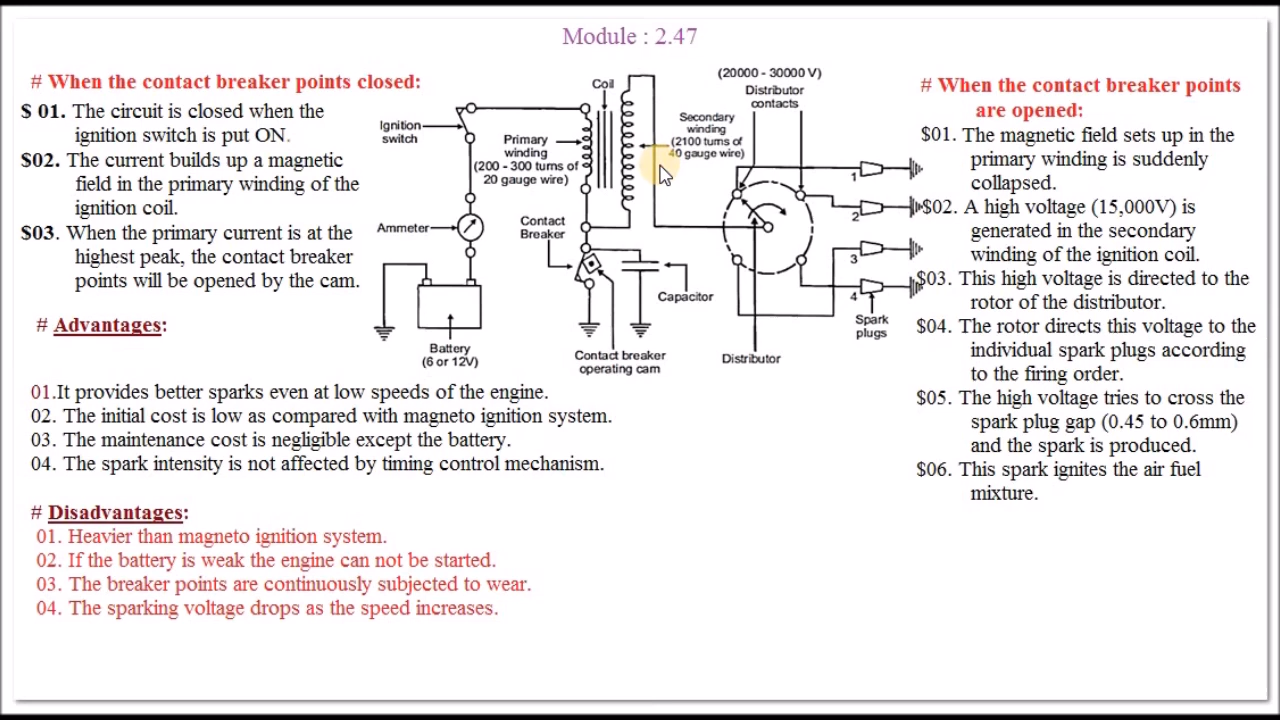 Module : 2.47
# When the contact breaker points closed:
$ 01. The circuit is closed when the
ignition switch is put ON.
$02. The current builds up a magnetic
field in the primary winding of the
ignition coil.
$03. When the primary current is at the
highest peak, the contact breaker
points will be opened by the cam.
# Advantages:
01.It provides better sparks even at low speeds of the engine.
02. The initial cost is low as compared with magneto ignition system.
03. The maintenance cost is negligible except the battery.
04. The spark intensity is not affected by timing control mechanism.
# Disadvantages:
01. Heavier than magneto ignition system.
02. If the battery is weak the engine can not be started.
03. The breaker points are continuously subjected to wear.
04. The sparking voltage drops as the speed increases.
Ignition
switch
Ammeter
Battery
(6 or 12V)
Coil
Primary
winding
(200 - 300 turns of
20 gauge wire)
Contact
Breaker
Secondary
winding
(2100 turns of
40 gauge wire)
Capacitor
Contact breaker
operating cam
(20000 - 30000 V)
Distributor
contacts
Distributor
1
2
3
4
Spark
plugs
# When the contact breaker points
are opened:
$01. The magnetic field sets up in the
primary winding is suddenly
collapsed.
$02. A high voltage (15,000V) is
generated in the secondary
winding of the ignition coil.
$03. This high voltage is directed to the
rotor of the distributor.
$04. The rotor directs this voltage to the
individual spark plugs according
to the firing order.
$05. The high voltage tries to cross the
spark plug gap (0.45 to 0.6mm)
and the spark is produced.
$06. This spark ignites the air fuel
mixture.